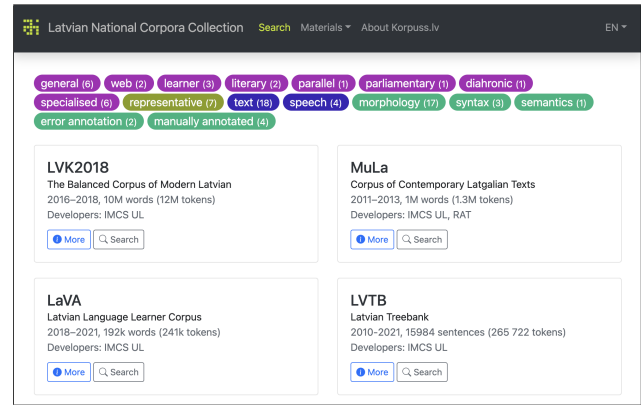 Latvian National Corpora Collection Search Materials About Korpuss.lv EN
general (6) web (2) learner (3) literary (2) parallel (1) parliamentary (1) diahronic (1)
specialised (6) representative (7) text (18) speech (4) morphology (17) syntax (3) semantics (1)
error annotation (2) manually annotated (4)
LVK2018
The Balanced Corpus of Modern Latvian
2016–2018, 10M words (12M tokens)
Developers: IMCS UL
More Search
MuLa
Corpus of Contemporary Latgalian Texts
2011–2013, 1M words (1.3M tokens)
Developers: IMCS UL, RAT
More Search
LaVA
Latvian Language Learner Corpus
2018–2021, 192k words (241k tokens)
Developers: IMCS UL
More Search
LVTB
Latvian Treebank
2010-2021, 15984 sentences (265 722 tokens)
Developers: IMCS UL
More Search